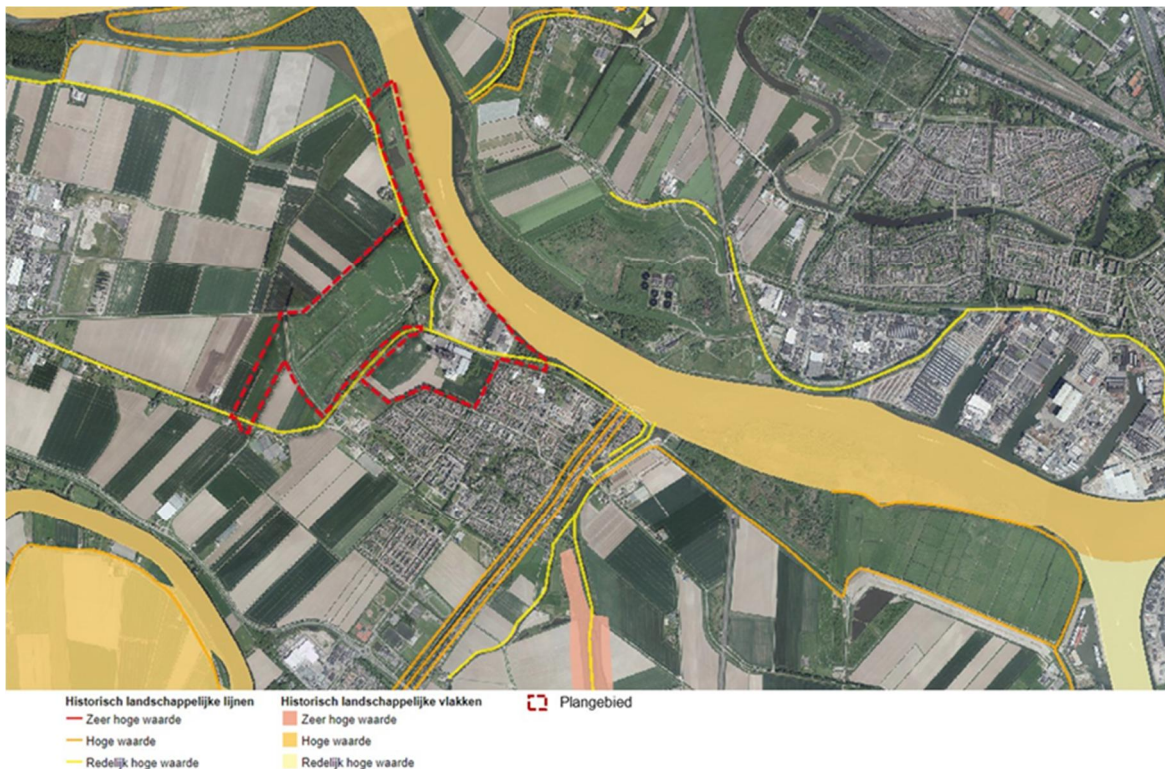 Historisch landschappelijke lijnen
Zeer hoge waarde
Hoge waarde
Redelijk hoge waarde
Historisch landschappelijke vlakken
Zeer hoge waarde
Hoge waarde
Redelijk hoge waarde
Plangebied